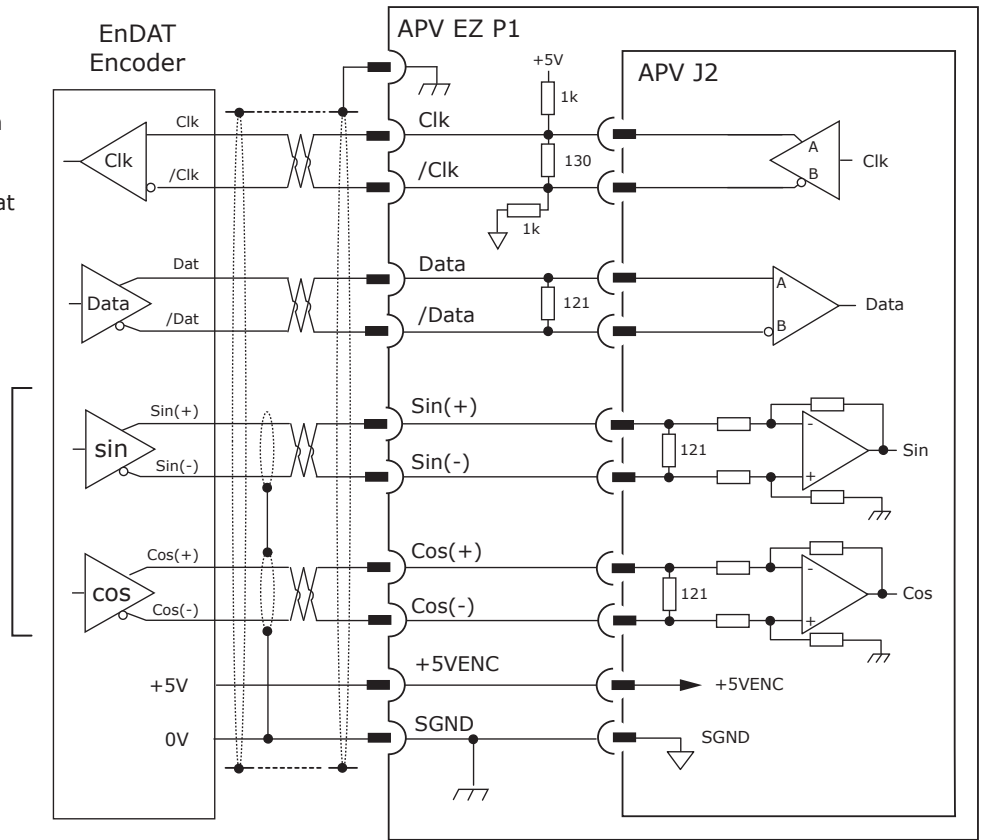 EnDAT
Encoder
APV EZ P1
APV J2
+5V
1k
Clk
Clk
Clk
/Clk
/Clk
130
A
B
Clk
at
1k
Dat
Data
/Dat
Data
/Data
121
A
B
Data
Sin(+)
sin
Sin(-)
Sin(+)
Sin(-)
121
-
+
Sin
Cos(+)
cos
Cos(-)
Cos(+)
Cos(-)
121
-
+
Cos
+5V
+5VENC
+5VENC
0V
SGND
SGND